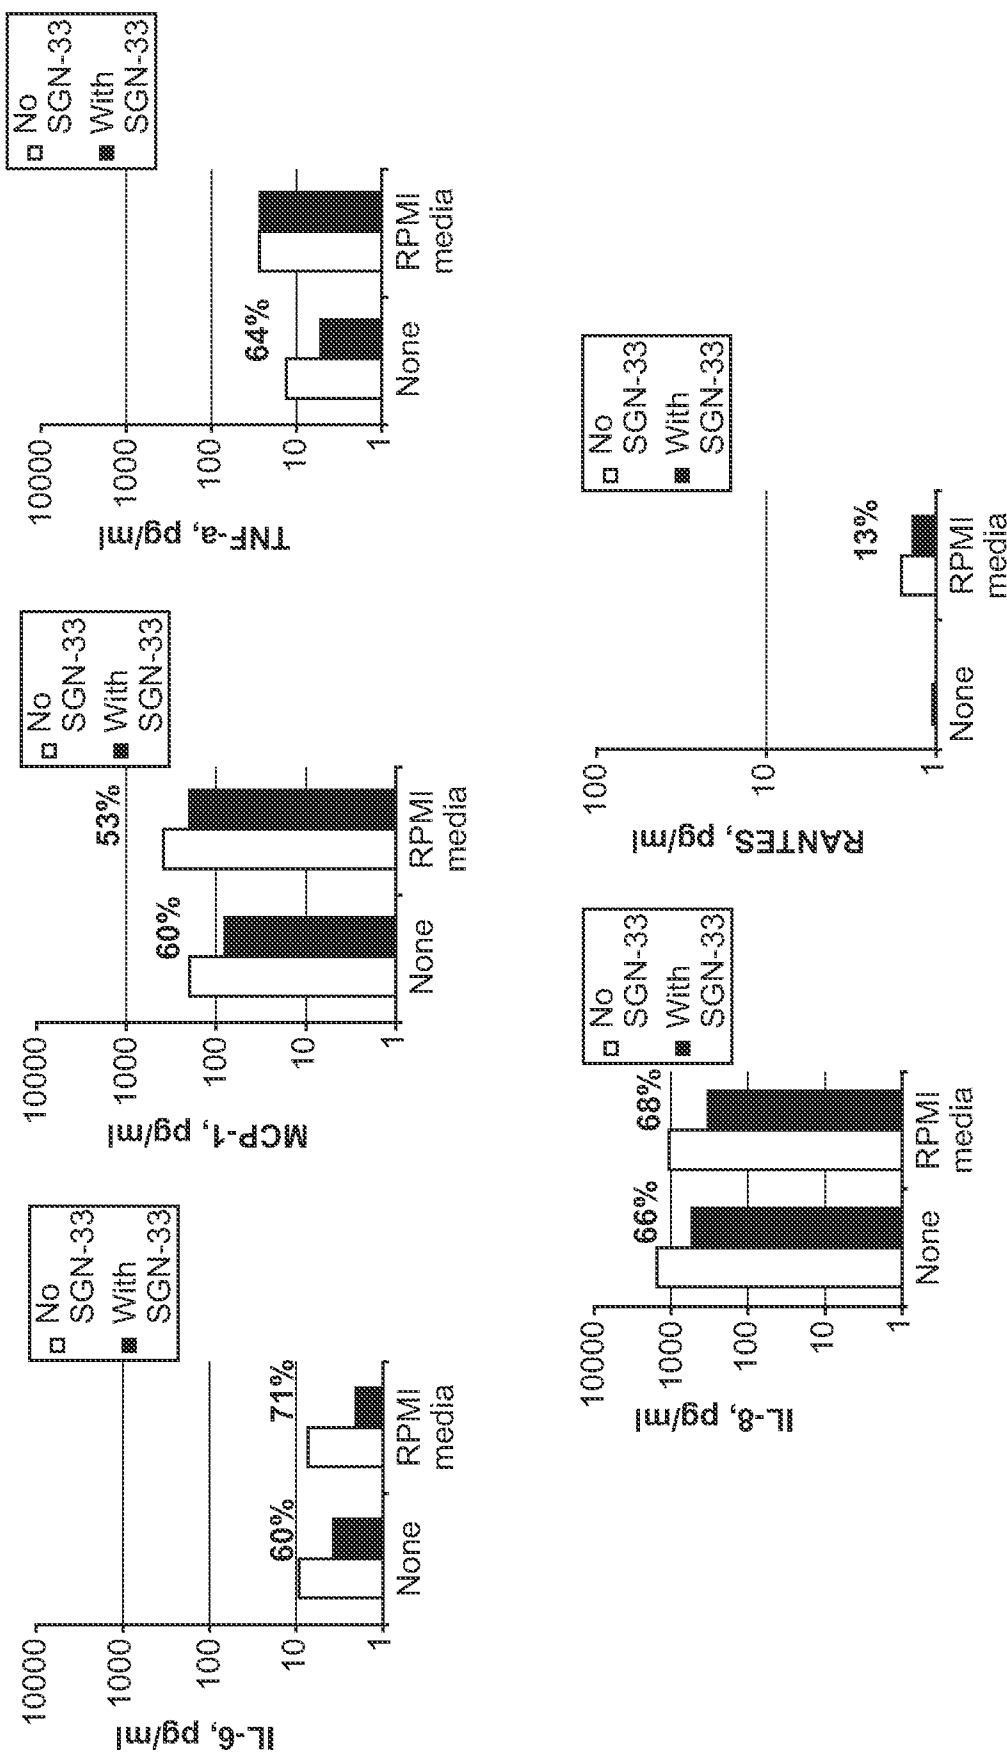 IL-6, pg/ml
10000
1000
100
10
1
60%
71%
None
RPMI
media
No
SGN-33
With
SGN-33
MCP-1, pg/ml
10000
1000
100
10
1
60%
53%
None
RPMI
media
No
SGN-33
With
SGN-33
TNF-a, pg/ml
10000
1000
100
10
1
64%
None
RPMI
media
No
SGN-33
With
SGN-33
IL-8, pg/ml
10000
1000
100
10
1
66%
68%
None
RPMI
media
No
SGN-33
With
SGN-33
RANTES, pg/ml
100
10
1
13%
None
RPMI
media
No
SGN-33
With
SGN-33